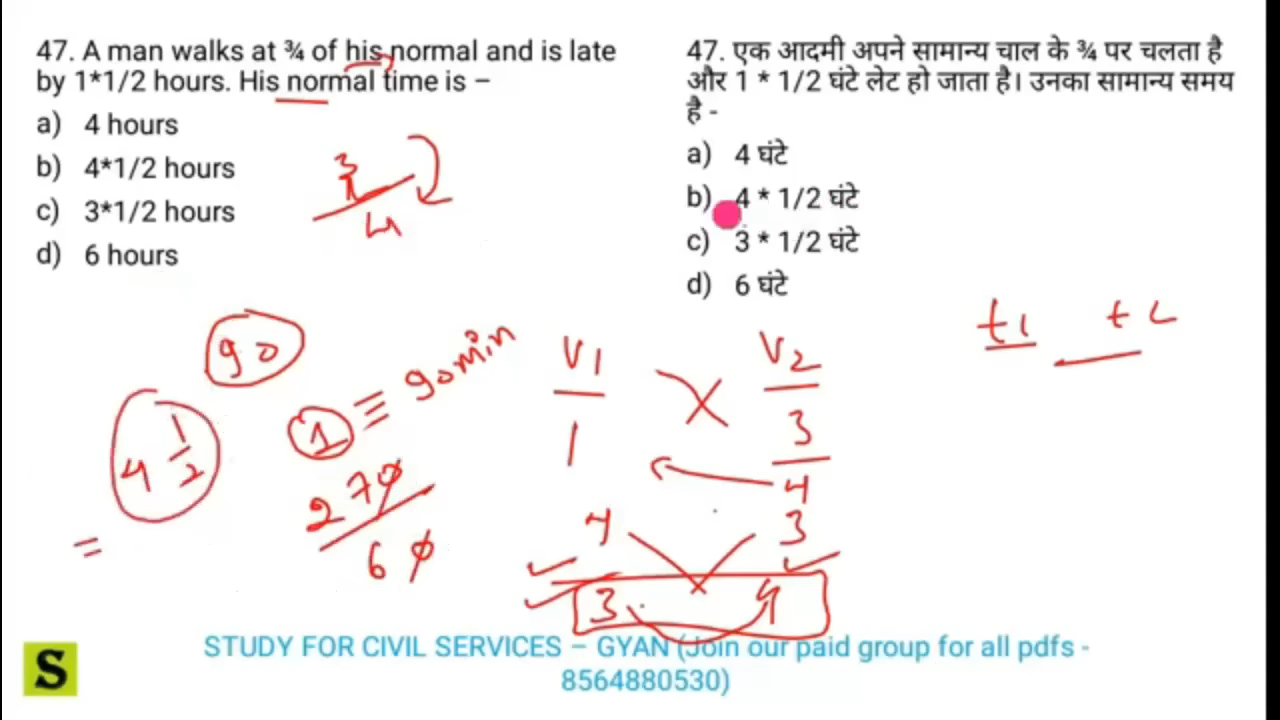 47. A man walks at ¾ of his normal and is late
by 1*1/2 hours. His normal time is –
a) 4 hours
b) 4*1/2 hours
c) 3*1/2 hours
d) 6 hours
47. एक आदमी अपने सामान्य चाल के ¾ पर चलता है
और 1 * 1/2 घंटे लेट हो जाता है। उनका सामान्य समय
है -
a) 4 घंटे
b) 4 * 1/2 घंटे
c) 3 * 1/2 घंटे
d) 6 घंटे
3
4
90
1 ≡ 90min
4 1/2
=
270
60
V1 V2
1 3
4
4 3
3 4
t1 t2
S
STUDY FOR CIVIL SERVICES – GYAN (Join our paid group for all pdfs -
8564880530)